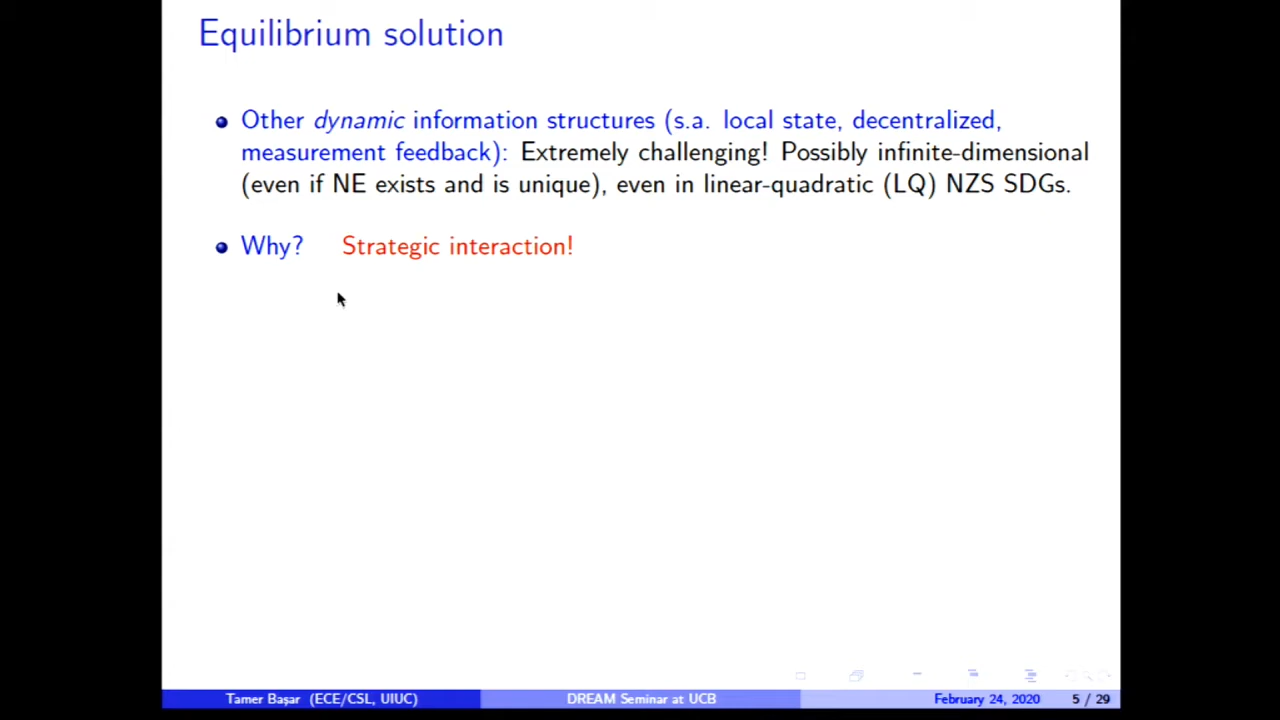 Equilibrium solution
Other dynamic information structures (s.a. local state, decentralized,
measurement feedback): Extremely challenging! Possibly infinite-dimensional
(even if NE exists and is unique), even in linear-quadratic (LQ) NZS SDGs.
Why? Strategic interaction!
Tamer Başar (ECE/CSL, UIUC) DREAM Seminar at UCB February 24, 2020 5 / 29